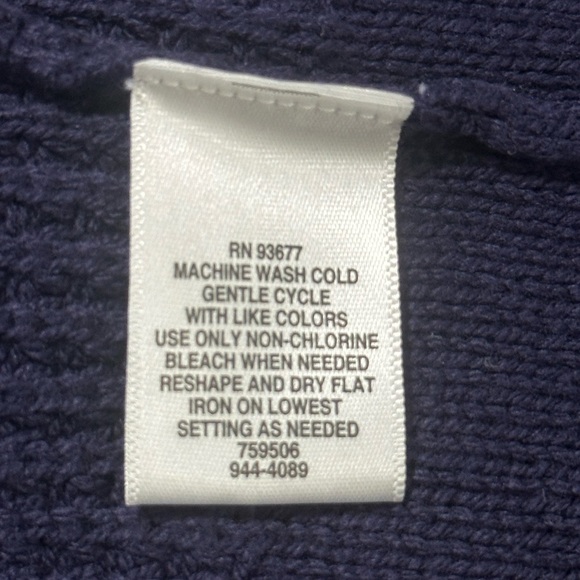 RN 93677
MACHINE WASH COLD
GENTLE CYCLE
WITH LIKE COLORS
USE ONLY NON-CHLORINE
BLEACH WHEN NEEDED
RESHAPE AND DRY FLAT
IRON ON LOWEST
SETTING AS NEEDED
759506
944-4089